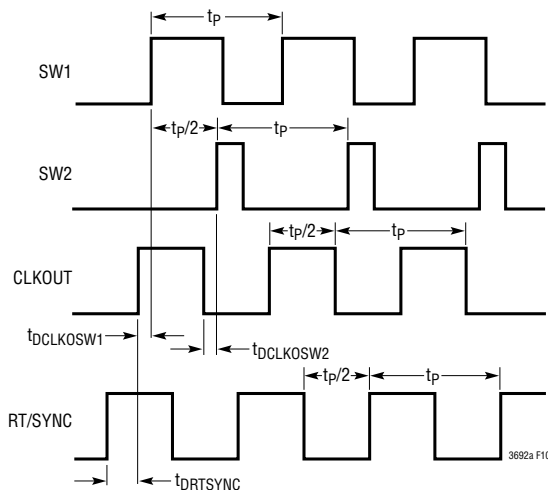 tP
SW1
tP/2
tP
SW2
tP/2
tP
CLKOUT
tDCLKOSW1
tDCLKOSW2
tP/2
tP
RT/SYNC
3692a F10
tDRTSYNC